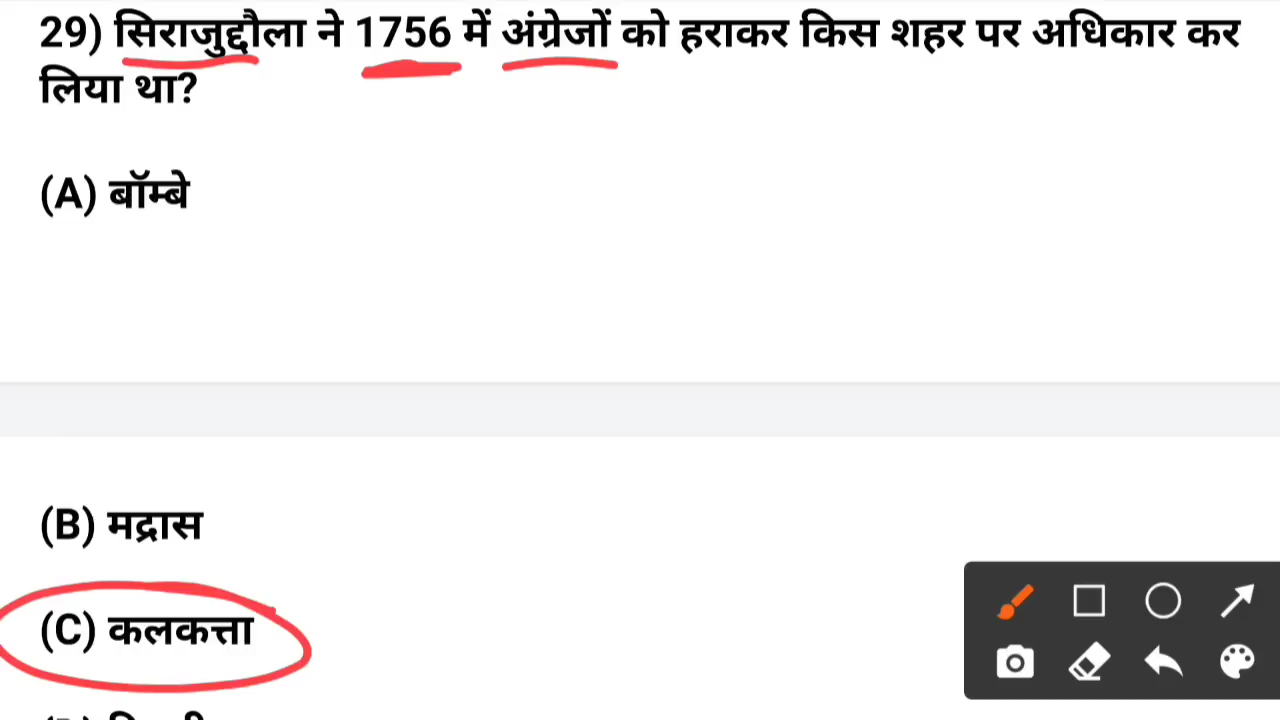 29) सिराजुद्दौला ने 1756 में अंग्रेजों को हराकर किस शहर पर अधिकार कर
लिया था?
(A) बॉम्बे
(B) मद्रास
(C) कलकत्ता